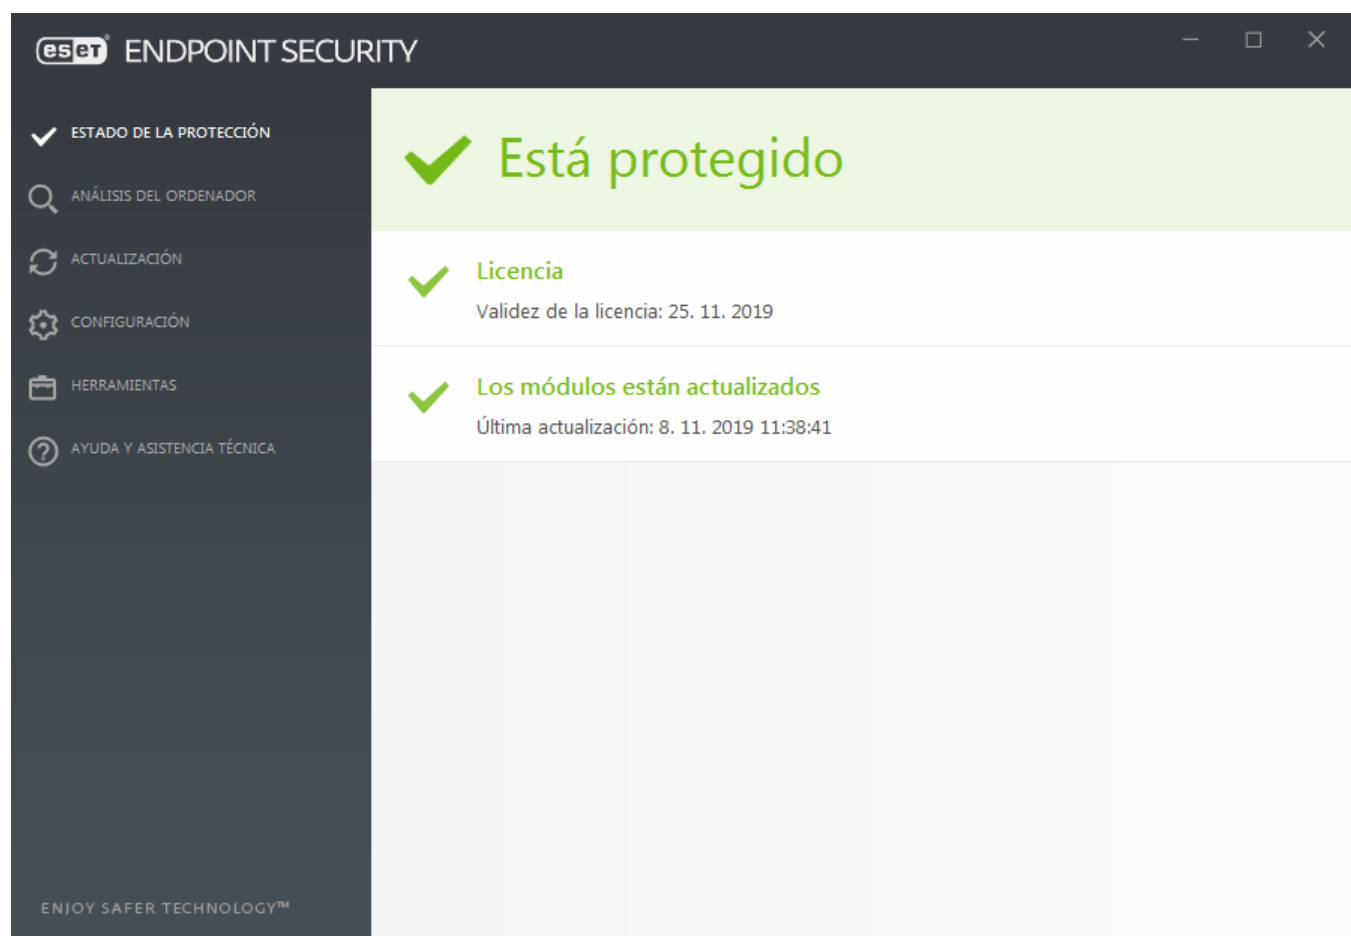 eset® ENDPOINT SECURITY
ESTADO DE LA PROTECCIÓN
ANÁLISIS DEL ORDENADOR
ACTUALIZACIÓN
CONFIGURACIÓN
HERRAMIENTAS
AYUDA Y ASISTENCIA TÉCNICA
ENJOY SAFER TECHNOLOGY™
Está protegido
Licencia
Validez de la licencia: 25. 11. 2019
Los módulos están actualizados
Última actualización: 8. 11. 2019 11:38:41